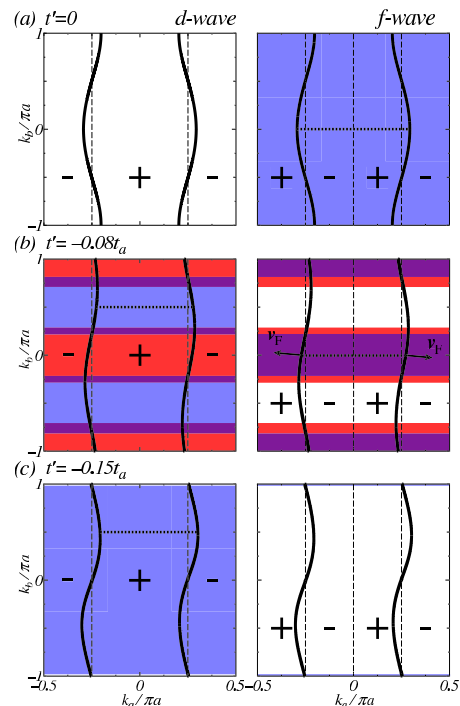 (a) t'=0 d-wave f-wave
1
k_b/πa
0
-1
- + -
+ - + -
(b) t'= -0.08t_a
1
k_b/πa
0
-1
- + -
v_F v_F
+ - + -
(c) t'= -0.15t_a
1
k_b/πa
0
-1
- + -
+ -
-0.5 0 0.5 -0.5 0 0.5
k_a/πa k_a/πa